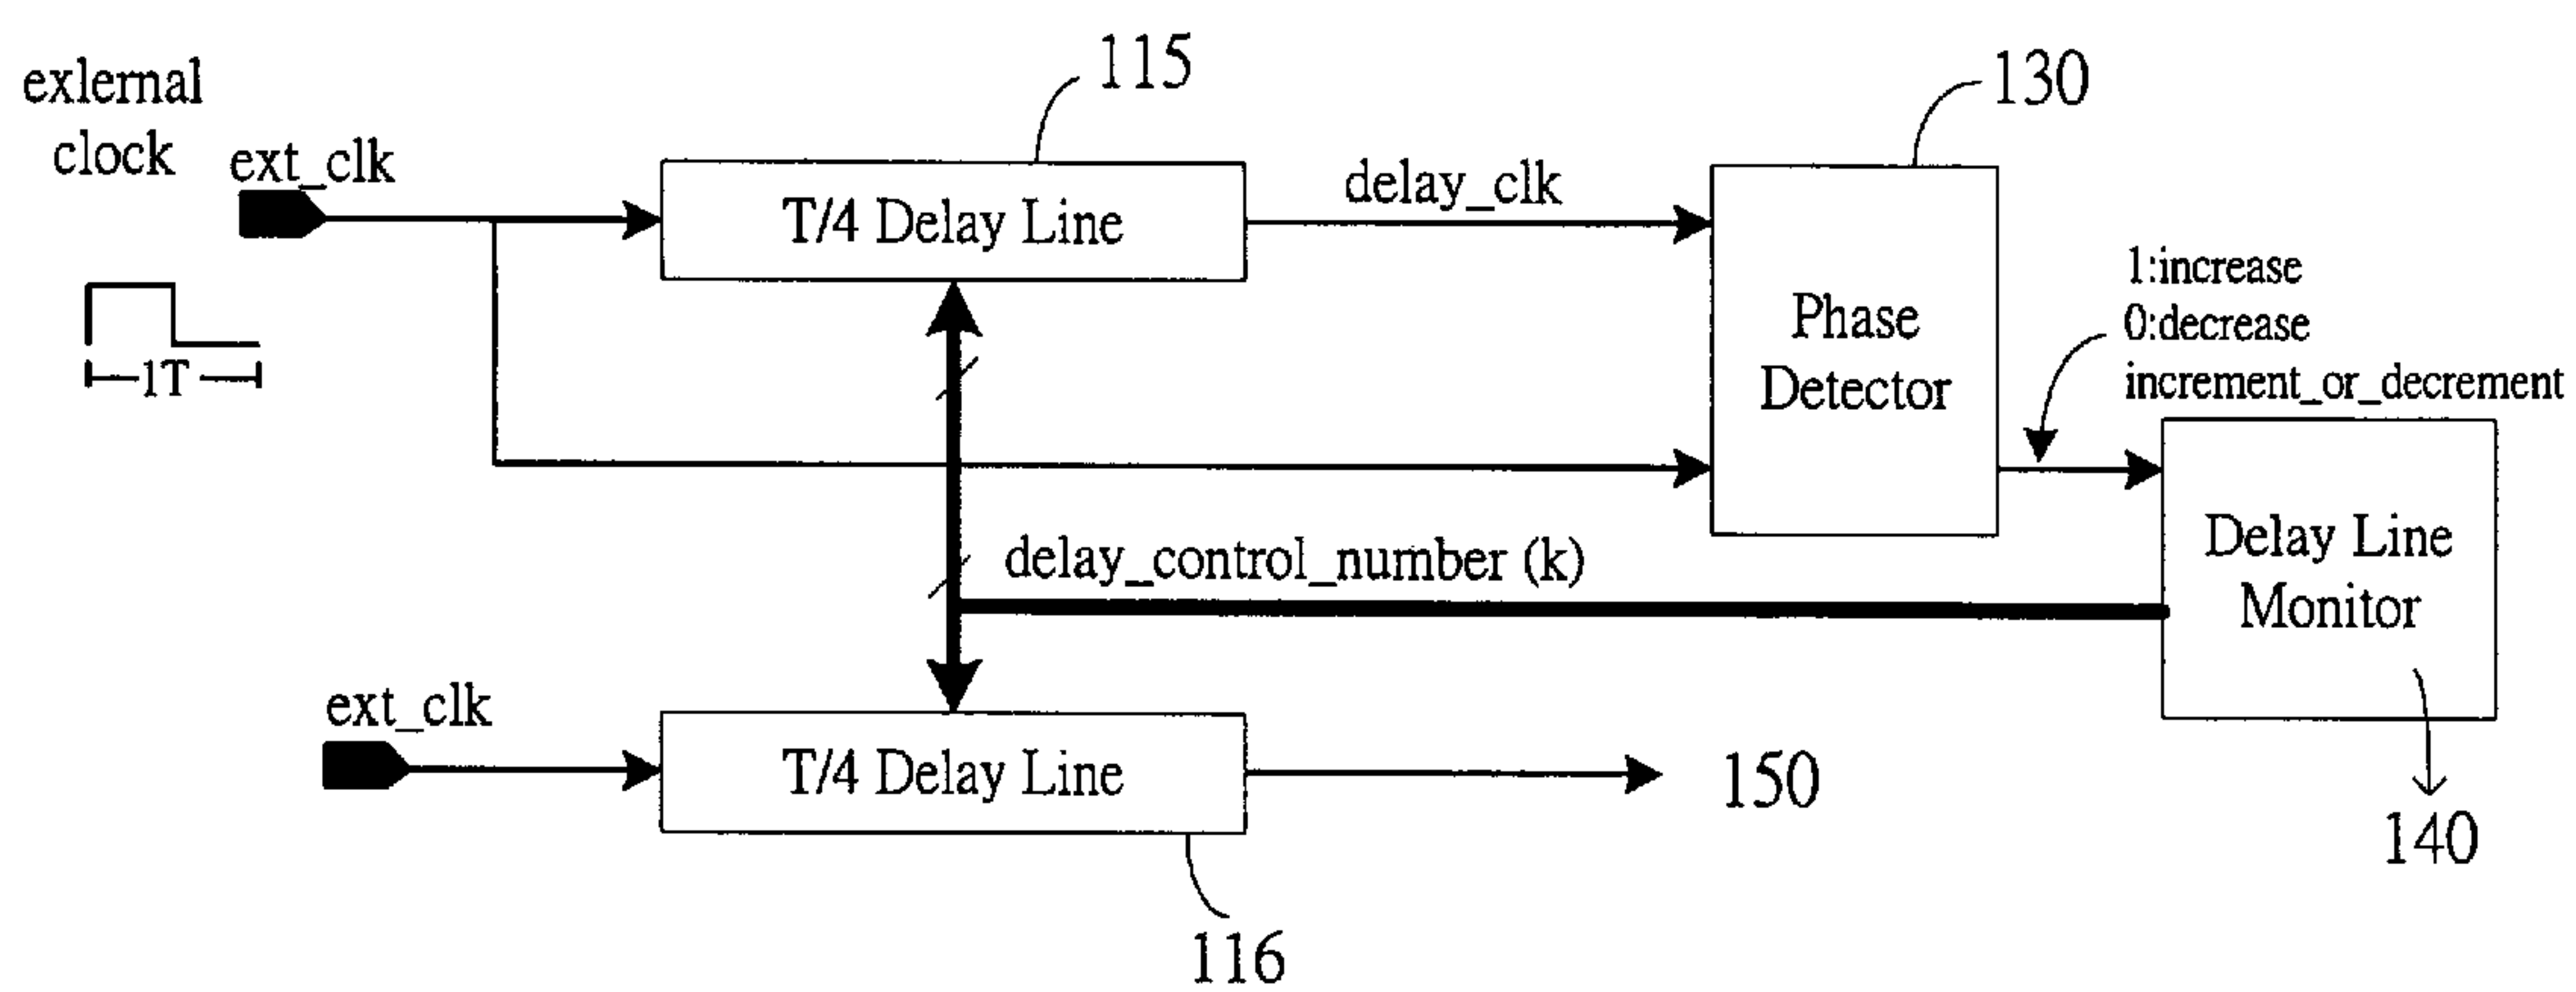 exlernal
clock
ext_clk
1T
115
T/4 Delay Line
delay_clk
130
Phase
Detector
1:increase
0:decrease
increment_or_decrement
Delay Line
Monitor
140
delay_control_number (k)
ext_clk
T/4 Delay Line
150
116